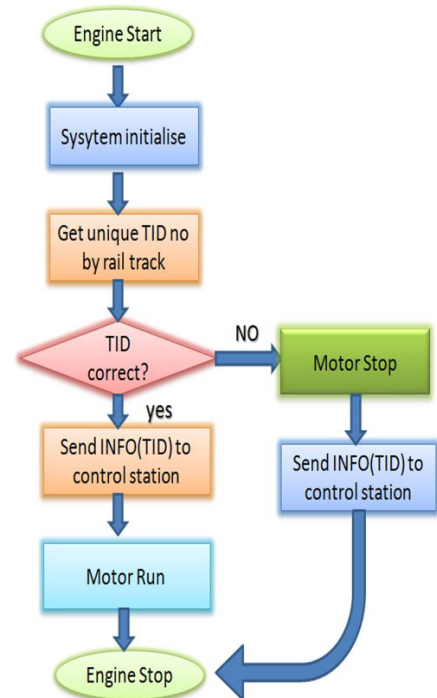 Engine Start
Sysytem initialise
Get unique TID no
by rail track
TID
correct?
NO
Motor Stop
yes
Send INFO(TID) to
control station
Send INFO(TID) to
control station
Motor Run
Engine Stop